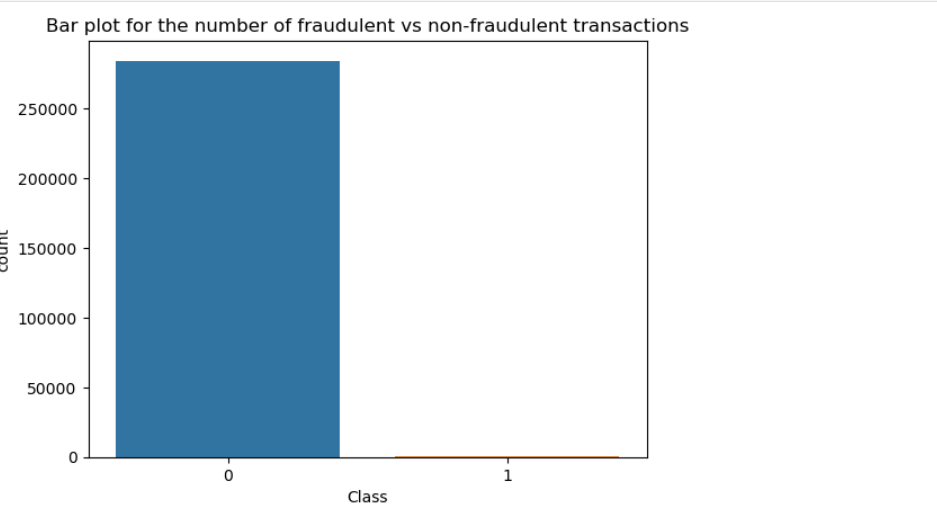 Bar plot for the number of fraudulent vs non-fraudulent transactions
250000
200000
150000
100000
50000
0
count
0 1
Class